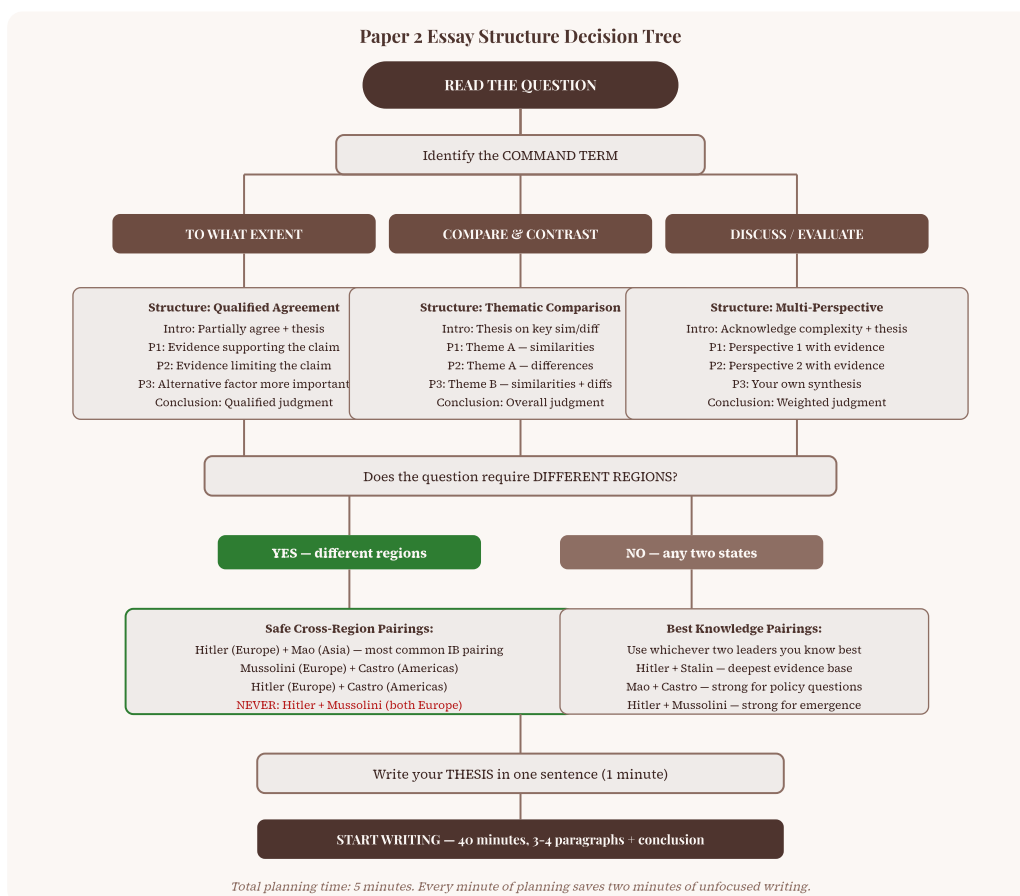 Paper 2 Essay Structure Decision Tree
READ THE QUESTION
Identify the COMMAND TERM
TO WHAT EXTENT
COMPARE & CONTRAST
DISCUSS / EVALUATE
Structure: Qualified Agreement
Intro: Partially agree + thesis
P1: Evidence supporting the claim
P2: Evidence limiting the claim
P3: Alternative factor more important
Conclusion: Qualified judgment
Structure: Thematic Comparison
Intro: Thesis on key sim/diff
P1: Theme A — similarities
P2: Theme A — differences
P3: Theme B — similarities + diffs
Conclusion: Overall judgment
Structure: Multi-Perspective
Intro: Acknowledge complexity + thesis
P1: Perspective 1 with evidence
P2: Perspective 2 with evidence
P3: Your own synthesis
Conclusion: Weighted judgment
Does the question require DIFFERENT REGIONS?
YES — different regions
NO — any two states
Safe Cross-Region Pairings:
Hitler (Europe) + Mao (Asia) — most common IB pairing
Mussolini (Europe) + Castro (Americas)
Hitler (Europe) + Castro (Americas)
NEVER: Hitler + Mussolini (both Europe)
Best Knowledge Pairings:
Use whichever two leaders you know best
Hitler + Stalin — deepest evidence base
Mao + Castro — strong for policy questions
Hitler + Mussolini — strong for emergence
Write your THESIS in one sentence (1 minute)
START WRITING — 40 minutes, 3-4 paragraphs + conclusion
Total planning time: 5 minutes. Every minute of planning saves two minutes of unfocused writing.